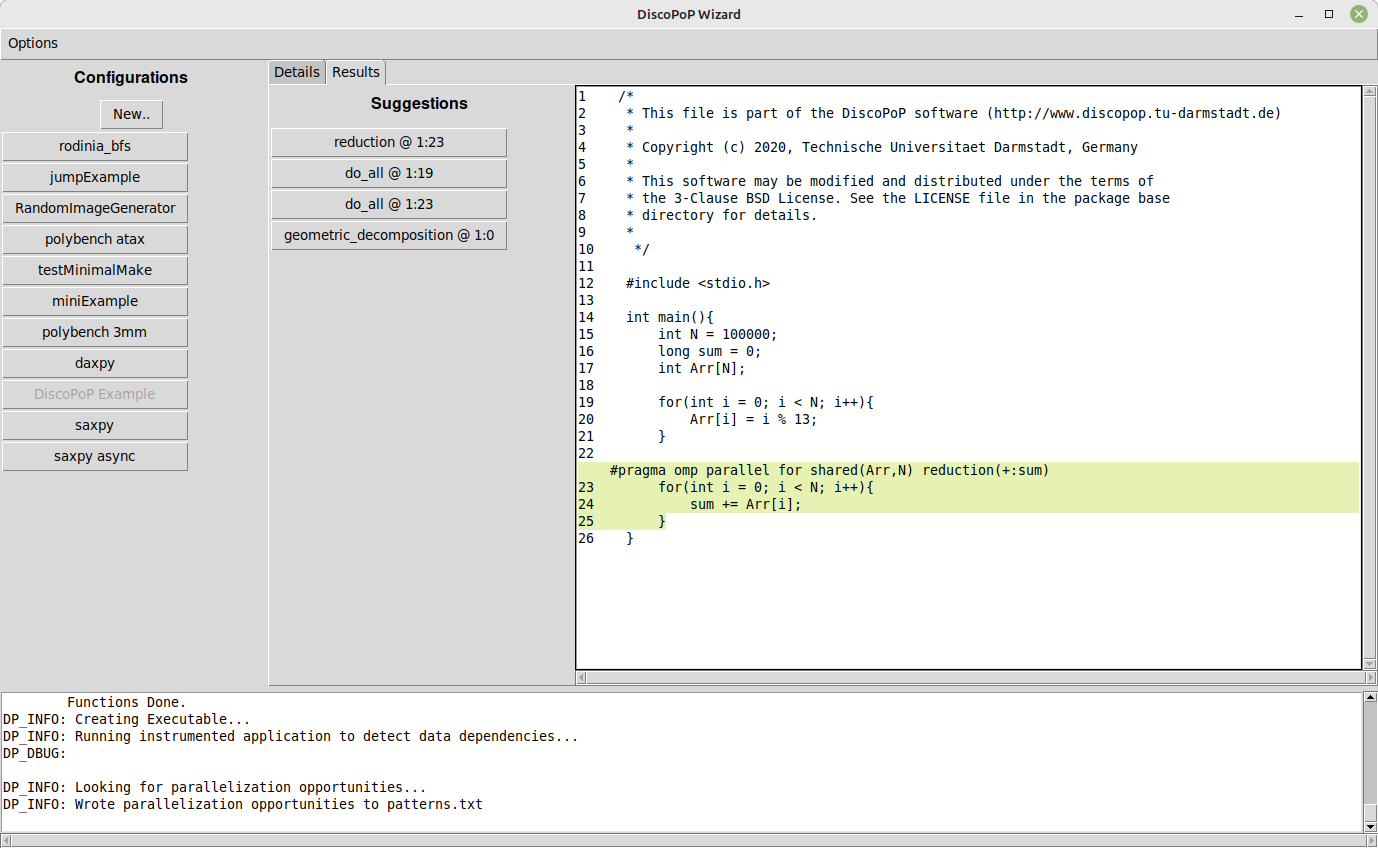 DiscoPoP Wizard
Options
Configurations
New..
rodinia_bfs
jumpExample
RandomImageGenerator
polybench atax
testMinimalMake
miniExample
polybench 3mm
daxpy
DiscoPoP Example
saxpy
saxpy async
Details
Results
Suggestions
reduction @ 1:23
do_all @ 1:19
do_all @ 1:23
geometric_decomposition @ 1:0
1    /*
2     * This file is part of the DiscoPoP software (http://www.discopop.tu-darmstadt.de)
3     *
4     * Copyright (c) 2020, Technische Universitaet Darmstadt, Germany
5     *
6     * This software may be modified and distributed under the terms of
7     * the 3-Clause BSD License. See the LICENSE file in the package base
8     * directory for details.
9     *
10     */
11
12    #include <stdio.h>
13
14    int main(){
15        int N = 100000;
16        long sum = 0;
17        int Arr[N];
18
19        for(int i = 0; i < N; i++){
20            Arr[i] = i % 13;
21        }
22
    #pragma omp parallel for shared(Arr,N) reduction(+:sum)
23        for(int i = 0; i < N; i++){
24            sum += Arr[i];
25        }
26    }
        Functions Done.
DP_INFO: Creating Executable...
DP_INFO: Running instrumented application to detect data dependencies...
DP_DBUG:
DP_INFO: Looking for parallelization opportunities...
DP_INFO: Wrote parallelization opportunities to patterns.txt